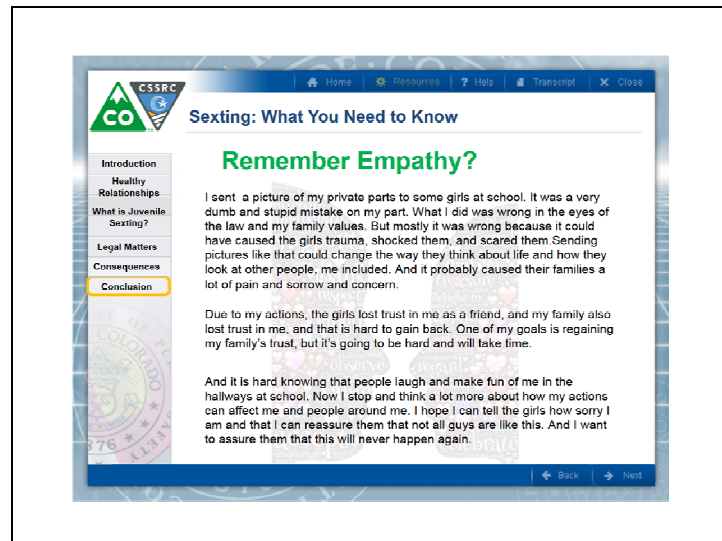 CSSRC
CO
Home
Resources
? Help
Transcript
X Close
Sexting: What You Need to Know
Introduction
Healthy
Relationships
What is Juvenile
Sexting?
Legal Matters
Consequences
Conclusion
Remember Empathy?
I sent a picture of my private parts to some girls at school. It was a very
dumb and stupid mistake on my part. What I did was wrong in the eyes of
the law and my family values. But mostly it was wrong because it could
have caused the girls trauma, shocked them, and scared them.Sending
pictures like that could change the way they think about life and how they
look at other people, me included. And it probably caused their families a
lot of pain and sorrow and concern.
Due to my actions, the girls lost trust in me as a friend, and my family also
lost trust in me, and that is hard to gain back. One of my goals is regaining
my family's trust, but it's going to be hard and will take time.
And it is hard knowing that people laugh and make fun of me in the
hallways at school. Now I stop and think a lot more about how my actions
can affect me and people around me. I hope I can tell the girls how sorry I
am and that I can reassure them that not all guys are like this. And I want
to assure them that this will never happen again.
respect
treasure
observe
regard
celebrate
COLORADO
SAFETY
Back
Next